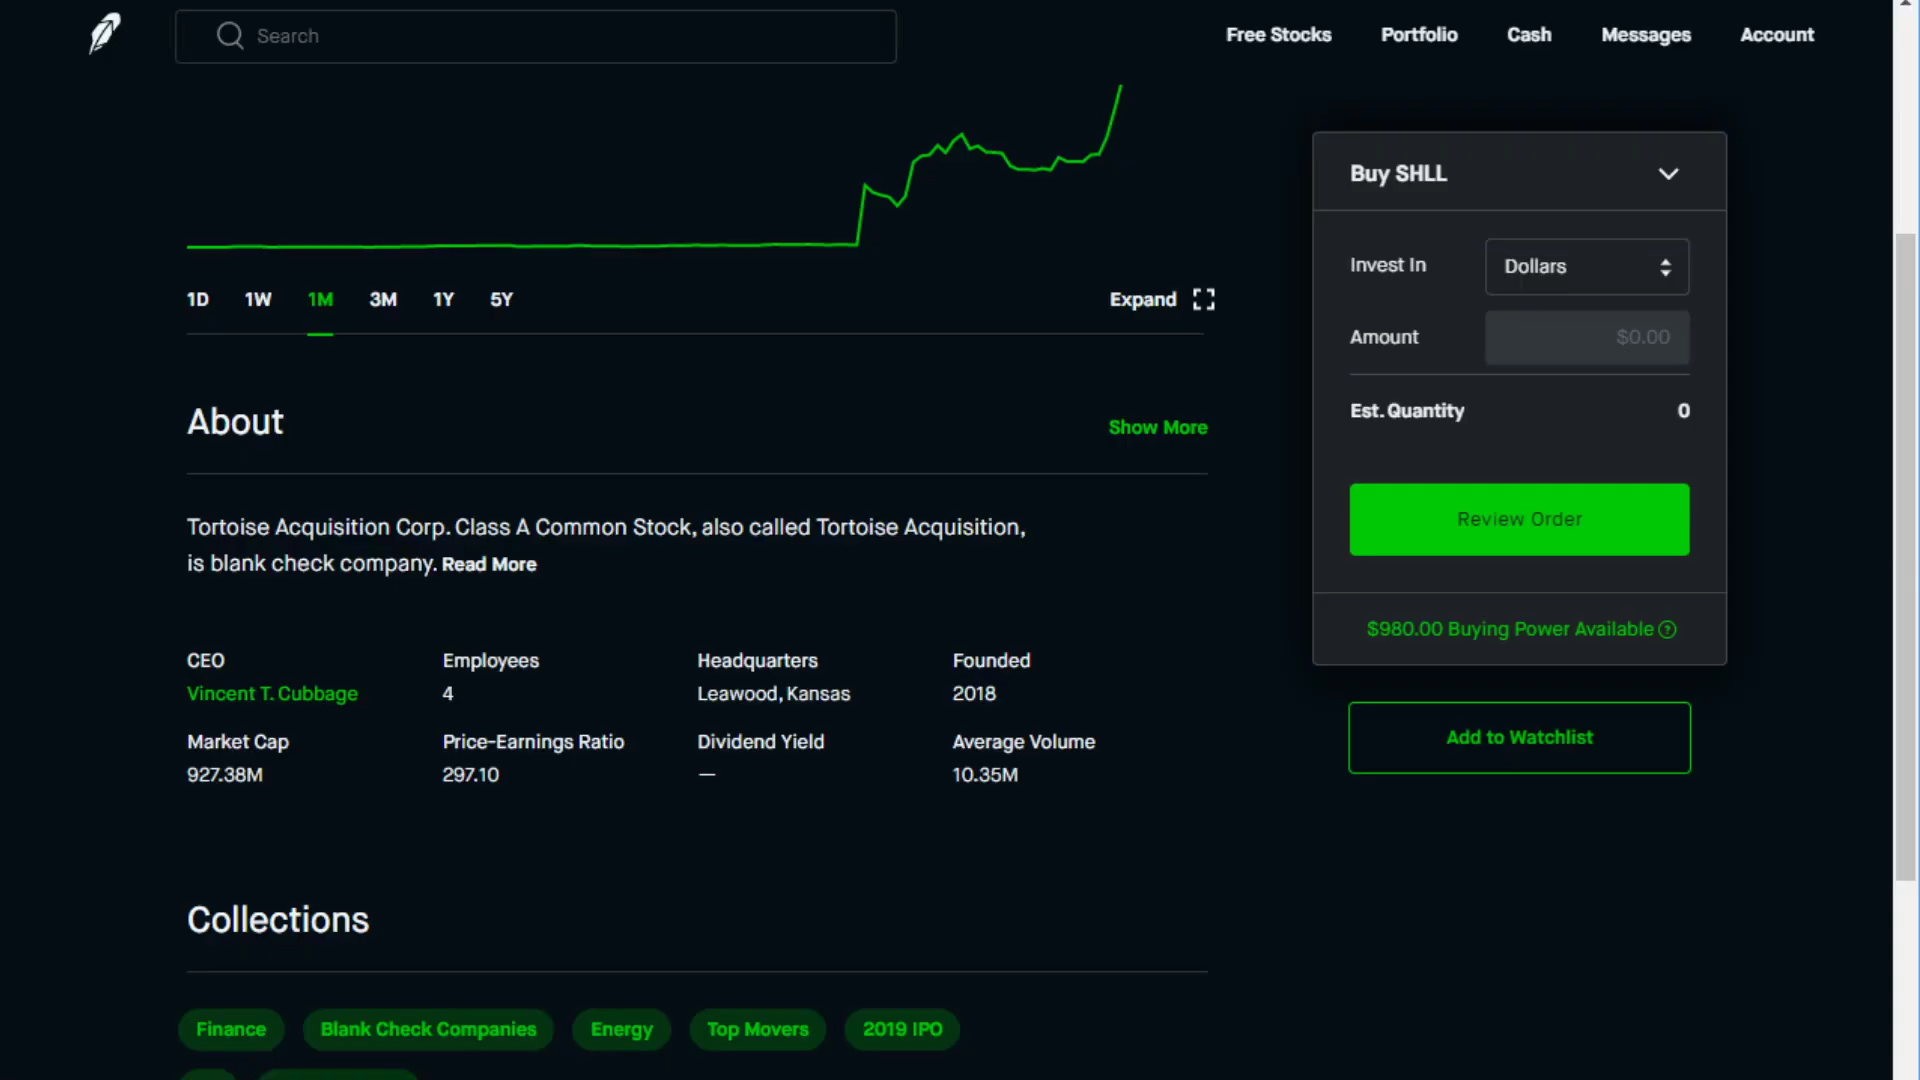 Search
Free Stocks
Portfolio
Cash
Messages
Account
1D
1W
1M
3M
1Y
5Y
Expand
About
Show More
Tortoise Acquisition Corp. Class A Common Stock, also called Tortoise Acquisition,
is blank check company. Read More
CEO
Vincent T. Cubbage
Employees
4
Headquarters
Leawood, Kansas
Founded
2018
Market Cap
927.38M
Price-Earnings Ratio
297.10
Dividend Yield
—
Average Volume
10.35M
Collections
Finance
Blank Check Companies
Energy
Top Movers
2019 IPO
Buy SHLL
Invest In
Dollars
Amount
$0.00
Est. Quantity
0
Review Order
$980.00 Buying Power Available
Add to Watchlist